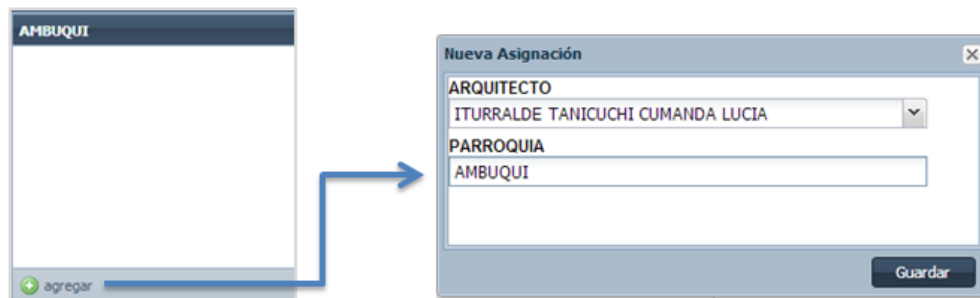 AMBUQUI
agregar
Nueva Asignación
ARQUITECTO
ITURRALDE TANICUCHI CUMANDA LUCIA
PARROQUIA
AMBUQUI
Guardar